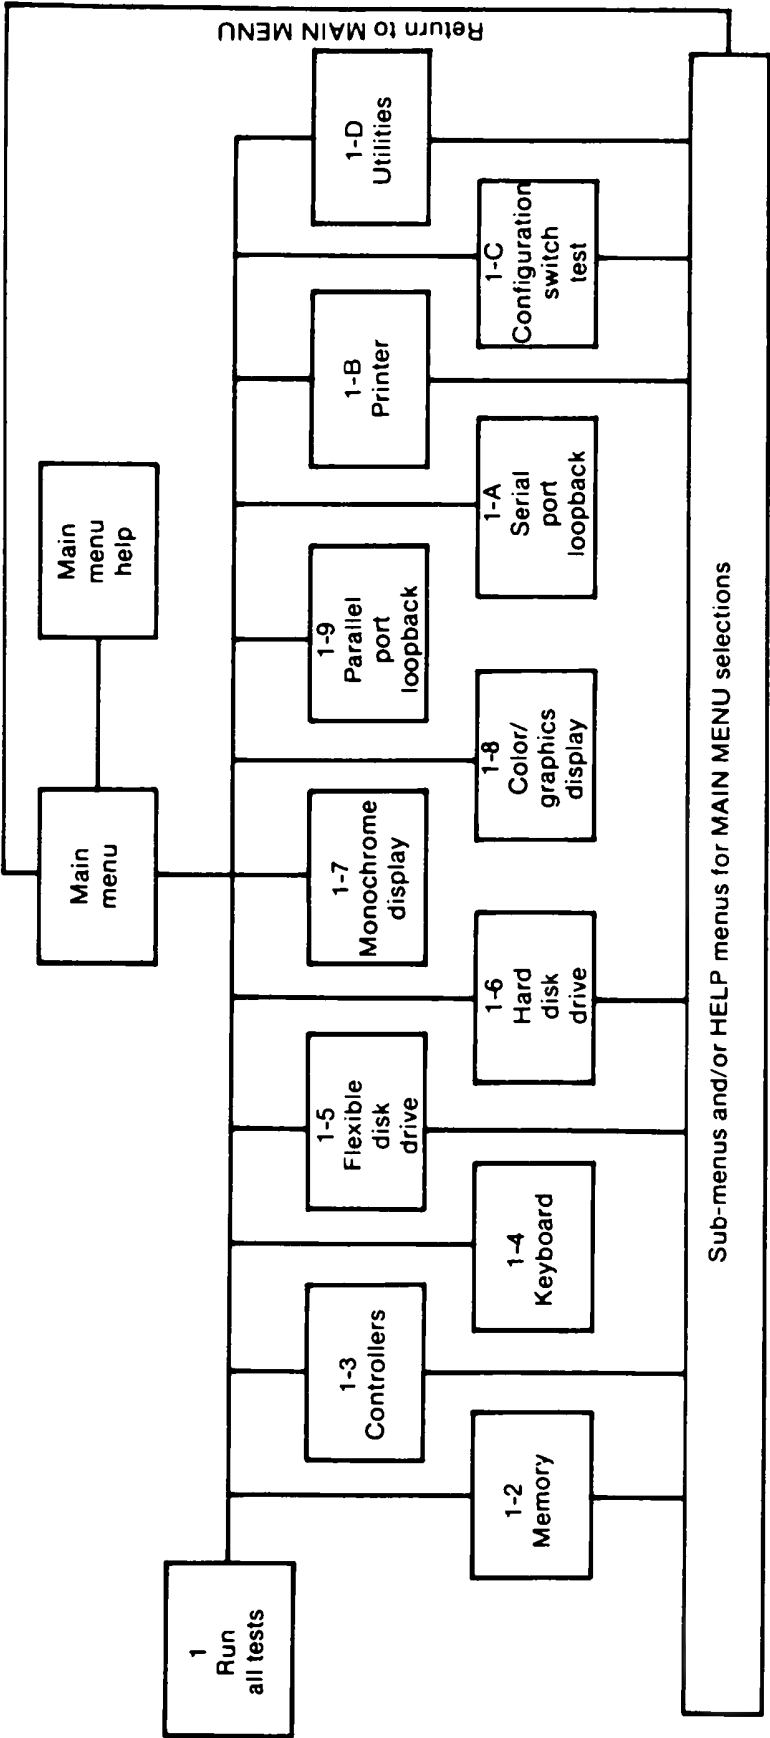 Return to MAIN MENU
Main
menu
Main
menu
help
1
Run
all tests
1-2
Memory
1-3
Controllers
1-4
Keyboard
1-5
Flexible
disk
drive
1-6
Hard
disk
drive
1-7
Monochrome
display
1-8
Color/
graphics
display
1-9
Parallel
port
loopback
1-A
Serial
port
loopback
1-B
Printer
1-C
Configuration
switch
test
1-D
Utilities
Sub-menus and/or HELP menus for MAIN MENU selections